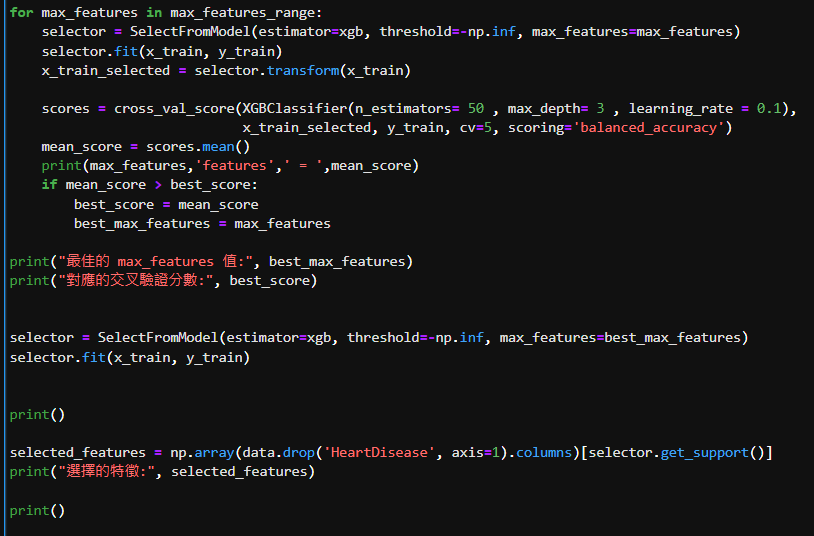 for max_features in max_features_range:
    selector = SelectFromModel(estimator=xgb, threshold=-np.inf, max_features=max_features)
    selector.fit(x_train, y_train)
    x_train_selected = selector.transform(x_train)

    scores = cross_val_score(XGBClassifier(n_estimators= 50 , max_depth= 3 , learning_rate = 0.1),
                             x_train_selected, y_train, cv=5, scoring='balanced_accuracy')
    mean_score = scores.mean()
    print(max_features,'features',' = ',mean_score)
    if mean_score > best_score:
        best_score = mean_score
        best_max_features = max_features

print("最佳的 max_features 值:", best_max_features)
print("對應的交叉驗證分數:", best_score)


selector = SelectFromModel(estimator=xgb, threshold=-np.inf, max_features=best_max_features)
selector.fit(x_train, y_train)


print()

selected_features = np.array(data.drop('HeartDisease', axis=1).columns)[selector.get_support()]
print("選擇的特徵:", selected_features)

print()